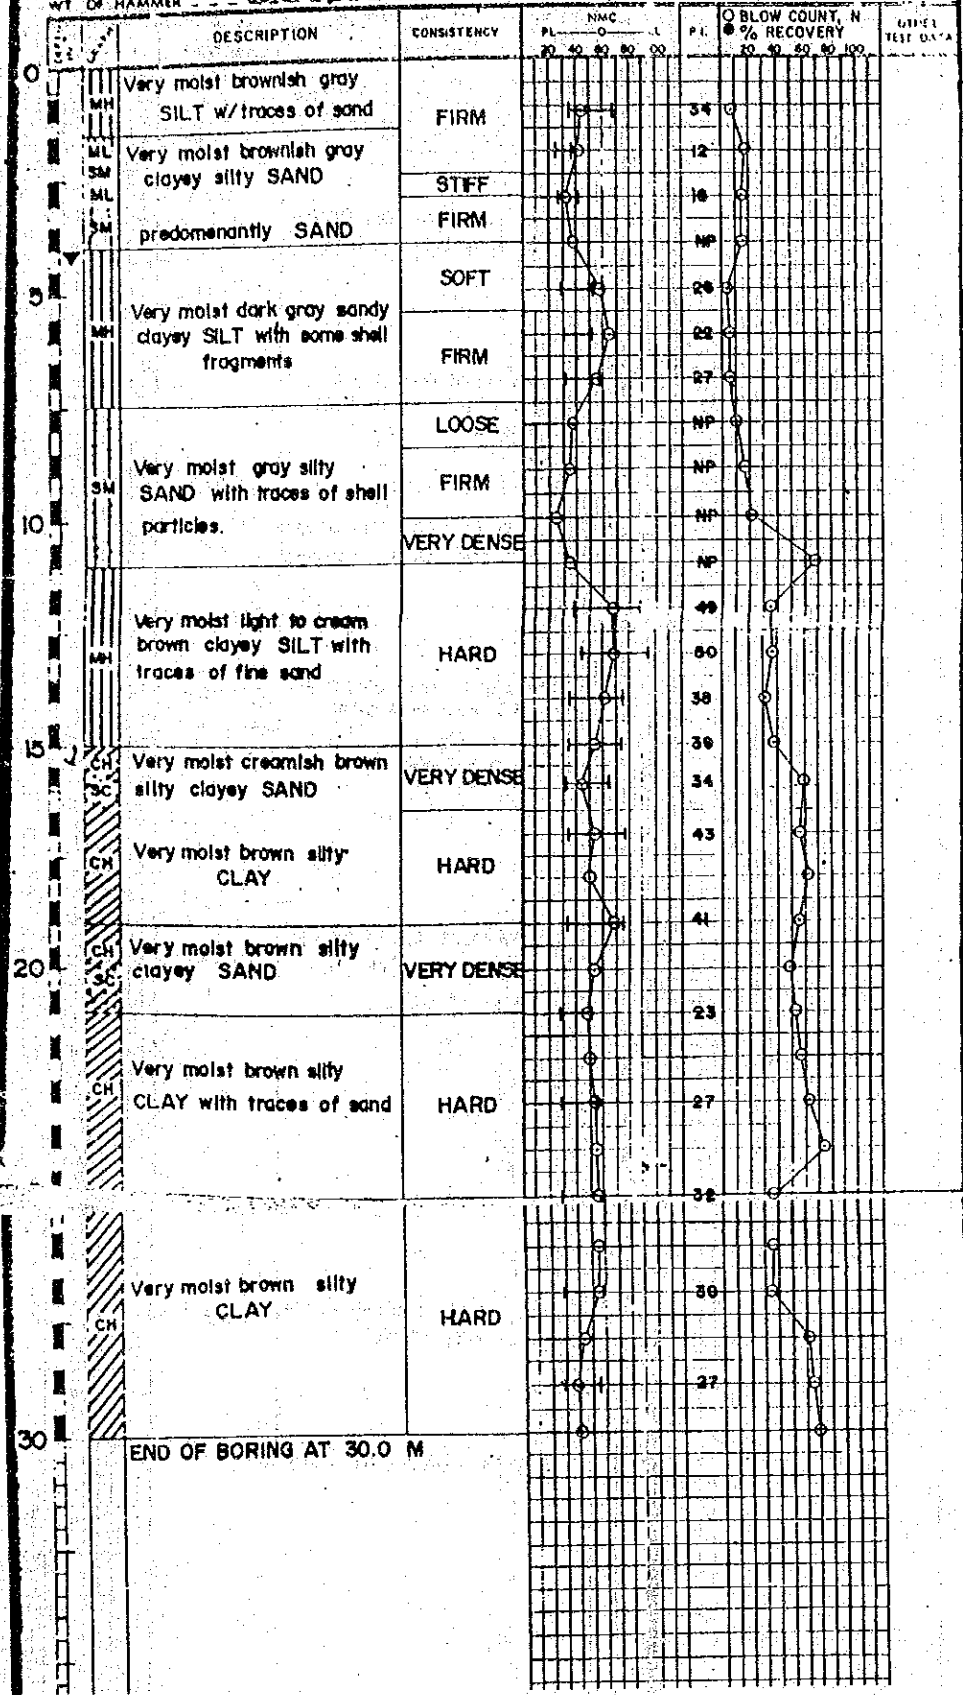 WT OF HAMMER
DESCRIPTION
CONSISTENCY
NMC
PL O L
20 40 60 80 100
P.I.
O BLOW COUNT, N
● % RECOVERY
20 40 60 80 100
TEST DATA
0
MH
Very moist brownish gray
SILT w/traces of sand
FIRM
34
ML
SM
ML
SM
Very moist brownish gray
clayey silty SAND
12
STIFF
18
predomenantly SAND
FIRM
NP
5
MH
Very moist dark gray sandy
clayey SILT with some shell
fragments
SOFT
26
22
FIRM
27
SM
Very moist gray silty
SAND with traces of shell
particles.
LOOSE
NP
FIRM
NP
10
NP
VERY DENSE
NP
MH
Very moist light to cream
brown clayey SILT with
traces of fine sand
HARD
49
50
38
15
39
CH
SC
Very moist creamish brown
silty clayey SAND
VERY DENSE
34
CH
Very moist brown silty
CLAY
HARD
43
41
20
CH
SC
Very moist brown silty
clayey SAND
VERY DENSE
23
CH
Very moist brown silty
CLAY with traces of sand
HARD
27
32
CH
Very moist brown silty
CLAY
HARD
30
27
30
END OF BORING AT 30.0 M